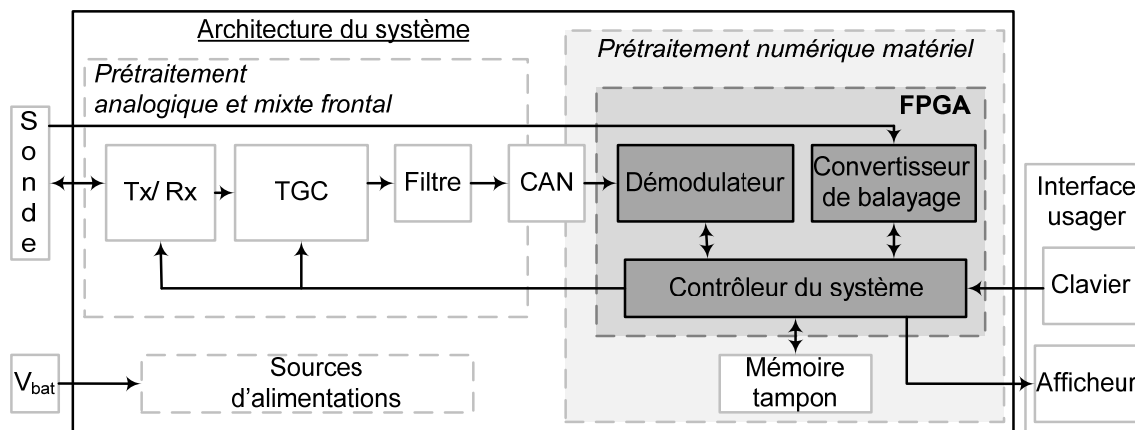 Architecture du système
Prétraitement numérique matériel
Prétraitement
analogique et mixte frontal
FPGA
Sonde
Tx/ Rx
TGC
Filtre
CAN
Démodulateur
Convertisseur
de balayage
Interface
usager
Contrôleur du système
Clavier
Vbat
Sources
d'alimentations
Mémoire
tampon
Afficheur